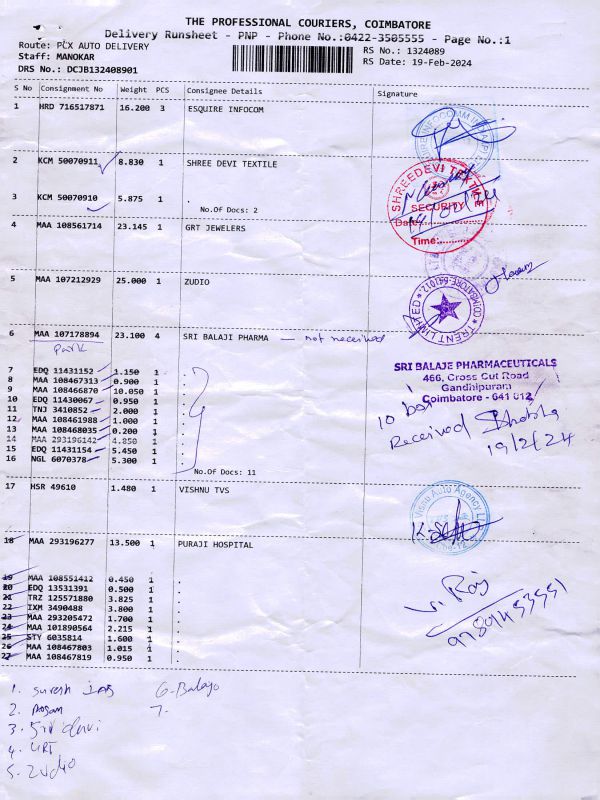 THE PROFESSIONAL COURIERS, COIMBATORE
Delivery Runsheet - PNP - Phone No.:0422-3505555 - Page No.:1
Route: PCX AUTO DELIVERY
RS No.: 1324089
Staff: MANOKAR
RS Date: 19-Feb-2024
DRS No.: DCJB132408901
S No Consignment No Weight PCS Consignee Details Signature
1 HRD 716517871 16.200 3 ESQUIRE INFOCOM
2 KCM 50070911 8.830 1 SHREE DEVI TEXTILE
SHREEDEVI TEXTILE
3 KCM 50070910 5.875 1 .
SECURITY
No.Of Docs: 2
Date:
4 MAA 108561714 23.145 1 GRT JEWELERS
Time:
5 MAA 107212929 25.000 1 ZUDIO
TRENT LIMITED COIMBATORE-641012
6 MAA 107178894 23.100 4 SRI BALAJI PHARMA - not received
Park
SRI BALAJE PHARMACEUTICALS
466, Cross Cut Road
Gandhipuram
Coimbatore - 641 012
7 EDQ 11431152 1.150 1 .
8 MAA 108467313 0.900 1 .
9 MAA 108466870 10.050 1 .
10 EDQ 11430067 0.950 1 .
11 TNJ 3410852 2.000 1 .
12 MAA 108461988 1.000 1 .
13 MAA 108468035 0.200 1 .
14 MAA 293196142 4.850 1 .
15 EDQ 11431154 5.450 1 .
16 NGL 6070378 5.300 1 .
10 box
Received
19/2/24
No.Of Docs: 11
17 HSR 49610 1.480 1 VISHNU TVS
18 MAA 293196277 13.500 1 PURAJI HOSPITAL
19 MAA 108551412 0.450 1 .
20 EDQ 13531391 0.500 1 .
21 TRZ 125571880 3.825 1 .
22 IXM 3490488 3.800 1 .
23 MAA 293205472 1.700 1 .
24 MAA 101890564 2.215 1 .
25 STY 6035814 1.600 1 .
26 MAA 108467803 1.015 1 .
27 MAA 108467819 0.950 1 .
V. Raj
1. Suresh
6. Balaje
2.
7.
3. Sri devi
4. GRT
5. Zudio